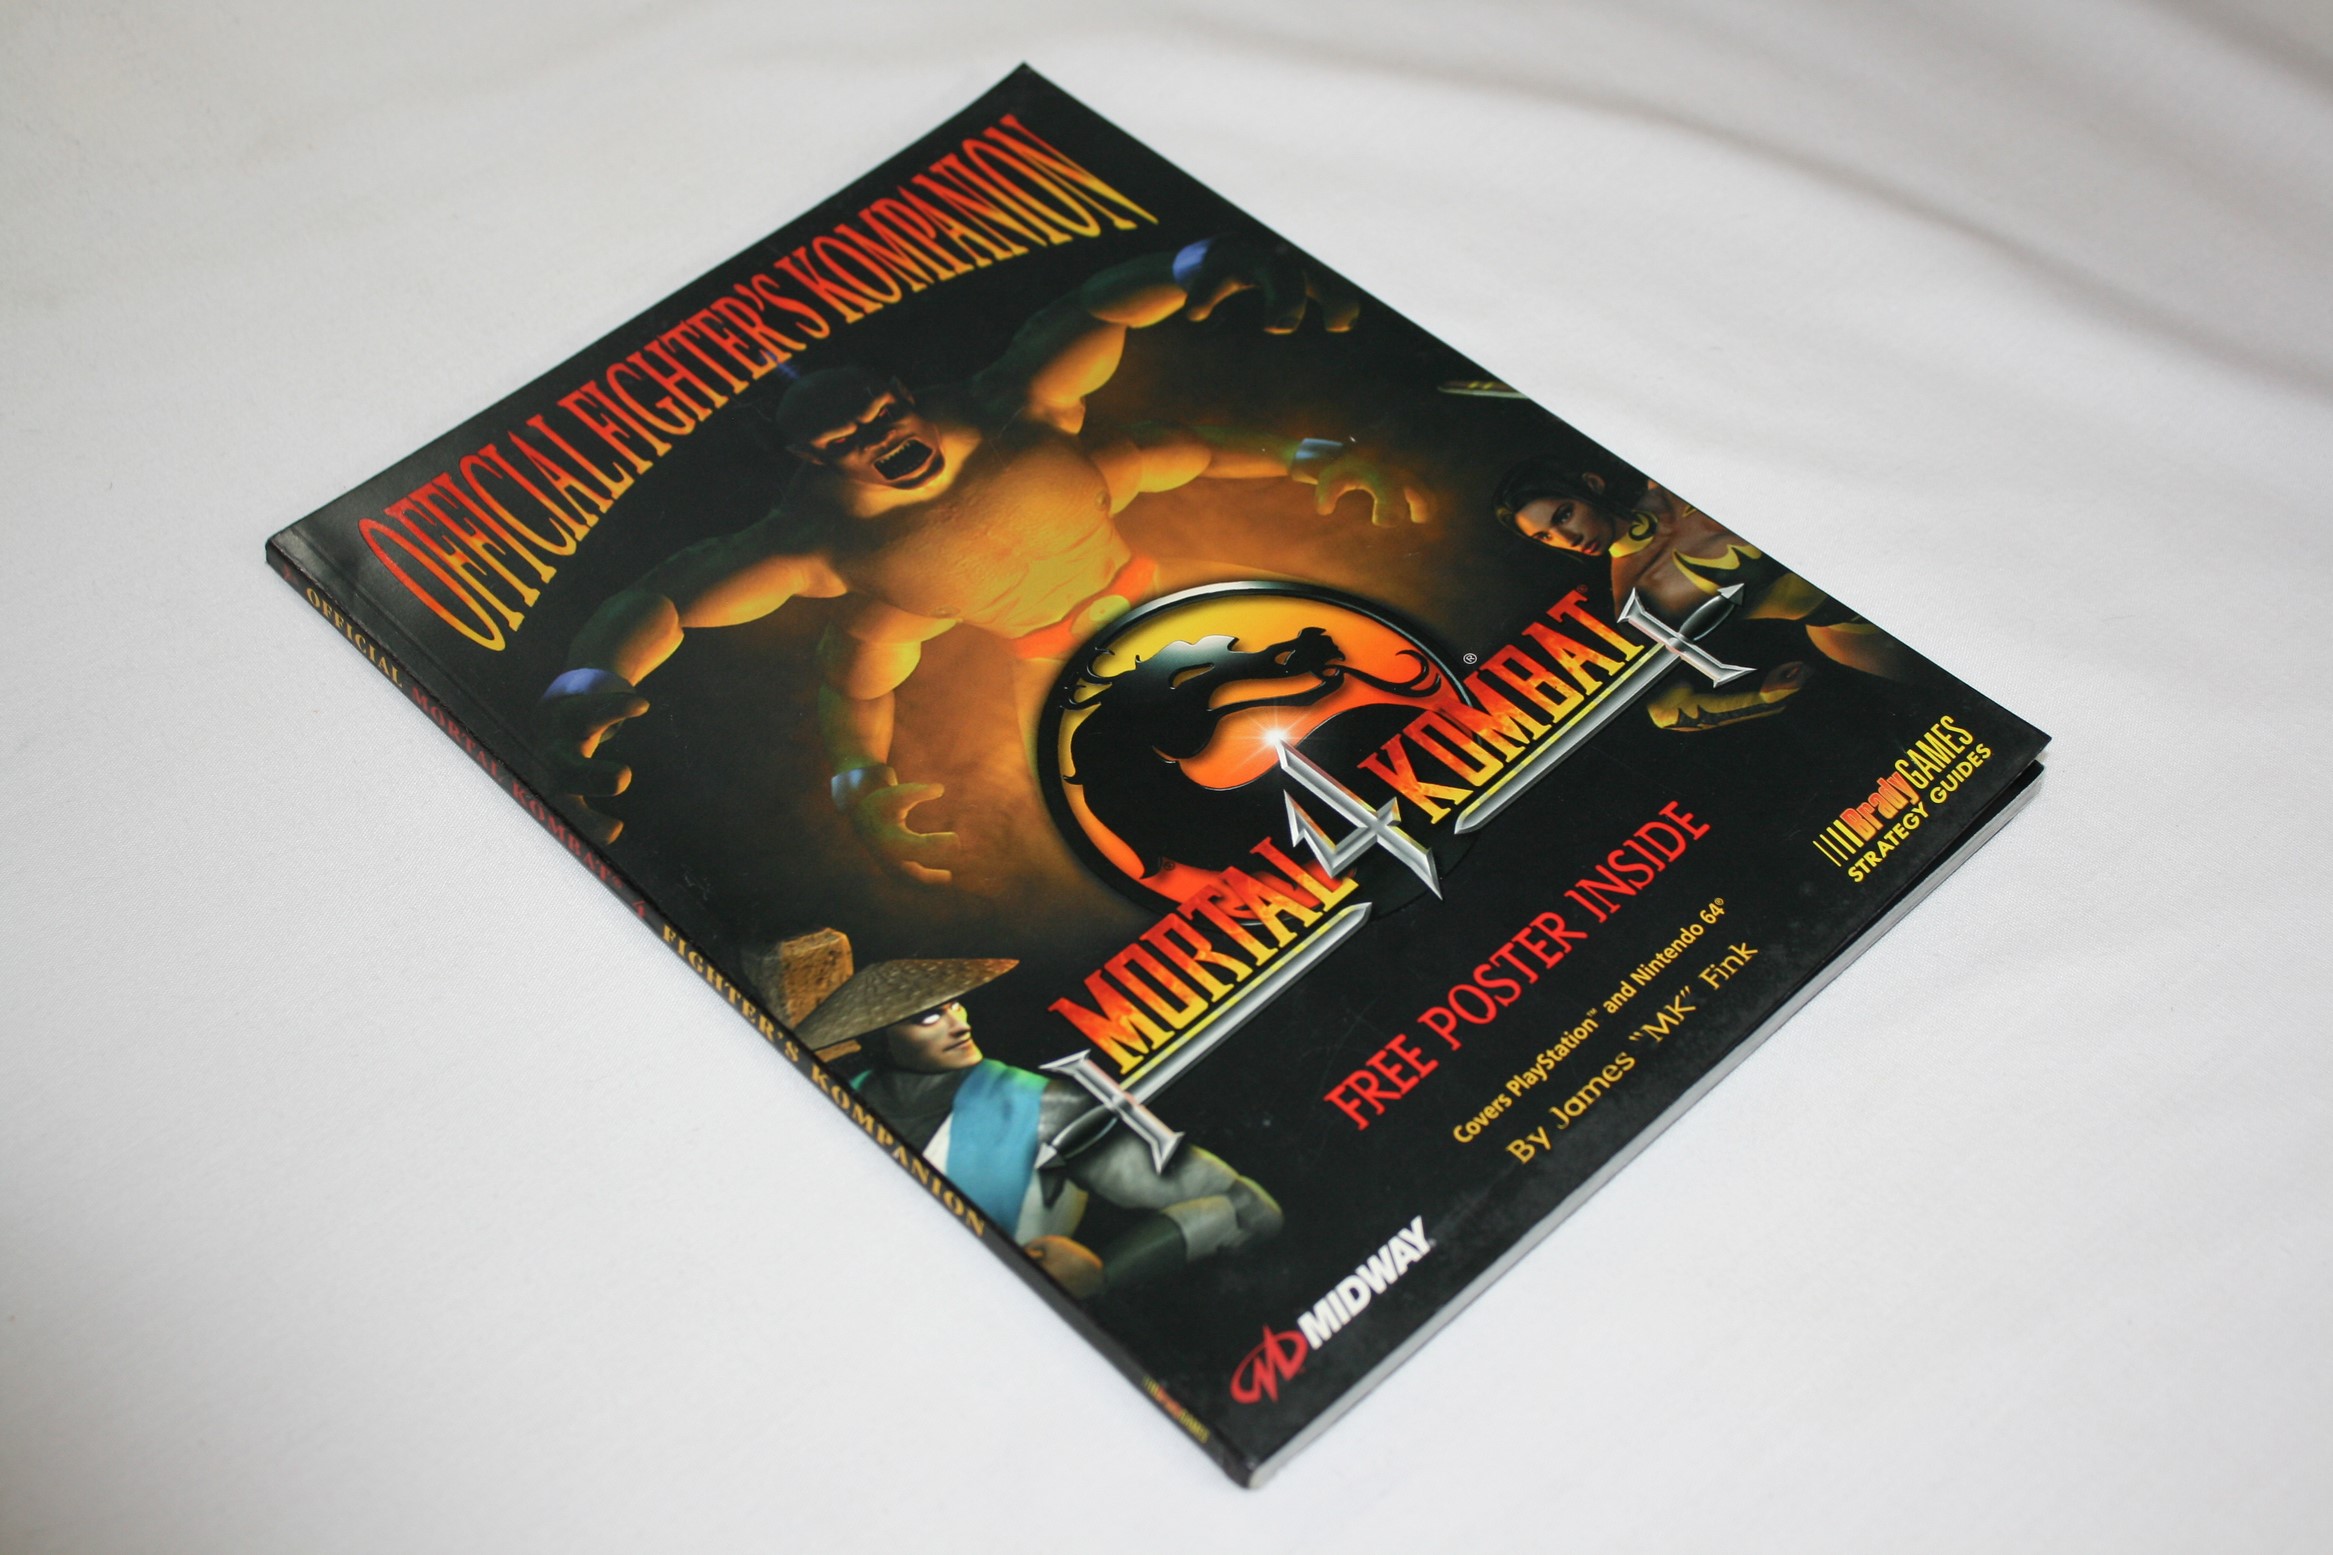 OFFICIAL FIGHTER'S KOMPANION
MORTAL 4 KOMBAT®
®
FREE POSTER INSIDE
Covers PlayStation™ and Nintendo 64®
By James "MK" Fink
MIDWAY
BradyGAMES
STRATEGY GUIDES
OFFICIAL MORTAL KOMBAT® 4 FIGHTER'S KOMPANION
BradyGAMES